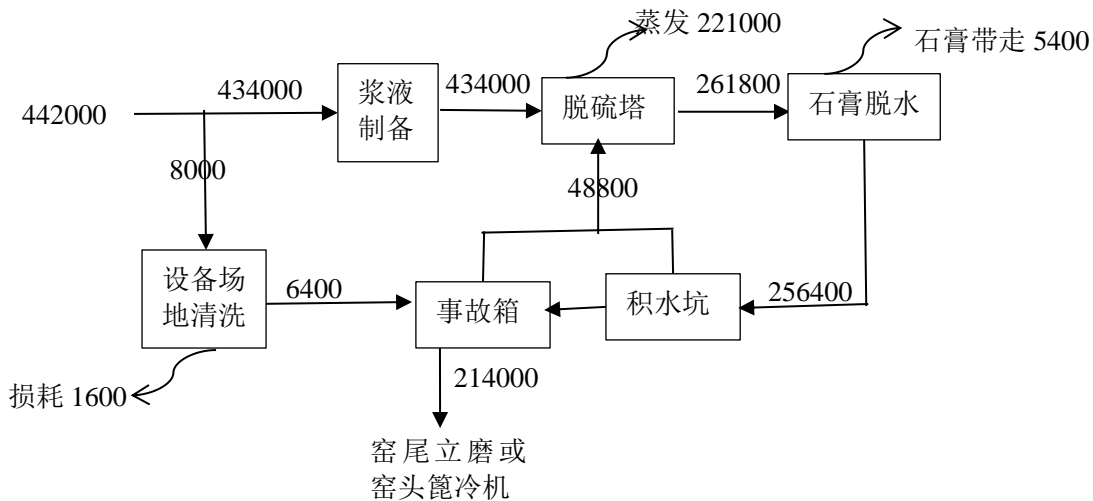 蒸发 221000
石膏带走 5400
442000
434000
浆液
制备
434000
脱硫塔
261800
石膏脱水
8000
48800
设备场
地清洗
6400
事故箱
积水坑
256400
损耗 1600
214000
窑尾立磨或
窑头篦冷机